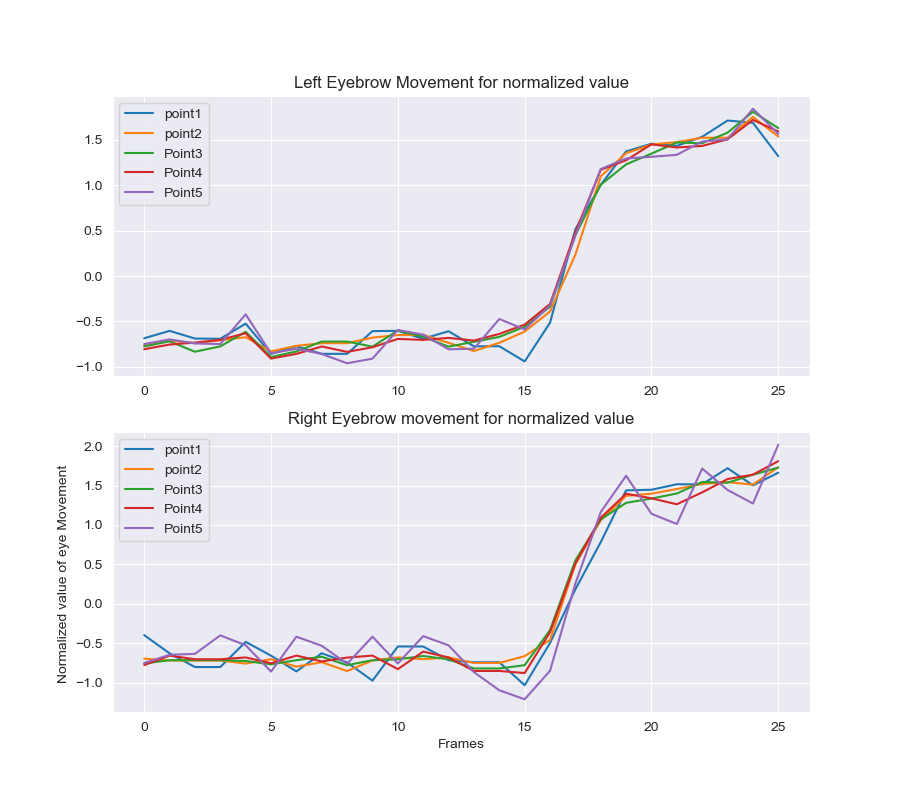 Left Eyebrow Movement for normalized value
point1
point2
Point3
Point4
Point5
1.5
1.0
0.5
0.0
−0.5
−1.0
0 5 10 15 20 25
Right Eyebrow movement for normalized value
point1
point2
Point3
Point4
Point5
2.0
1.5
1.0
0.5
0.0
−0.5
−1.0
Normalized value of eye Movement
0 5 10 15 20 25
Frames